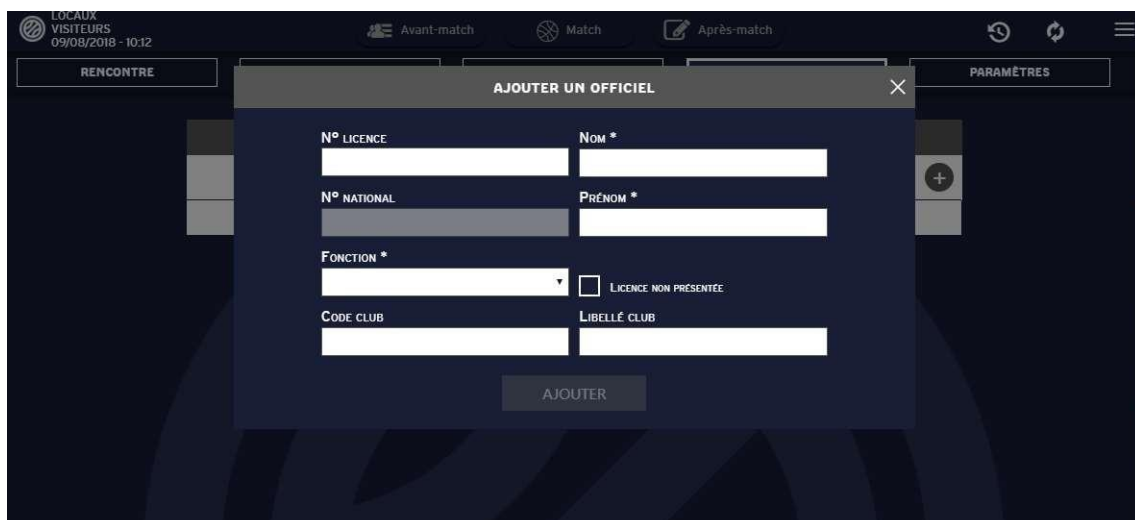 LOCAUX
VISITEURS
09/08/2018 - 10:12
Avant-match
Match
Après-match
RENCONTRE
PARAMÈTRES
AJOUTER UN OFFICIEL
N° LICENCE
NOM *
N° NATIONAL
PRÉNOM *
FONCTION *
LICENCE NON PRÉSENTÉE
CODE CLUB
LIBELLÉ CLUB
AJOUTER